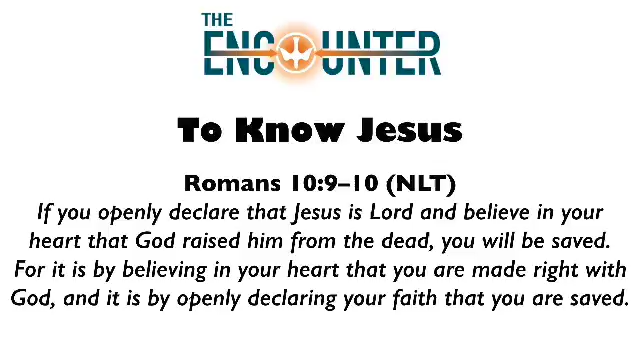 THE
ENCOUNTER
To Know Jesus
Romans 10:9–10 (NLT)
If you openly declare that Jesus is Lord and believe in your
heart that God raised him from the dead, you will be saved.
For it is by believing in your heart that you are made right with
God, and it is by openly declaring your faith that you are saved.